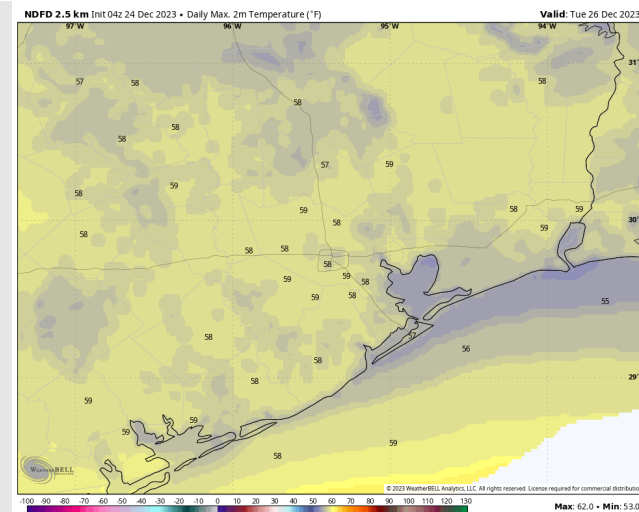 NDFD 2.5 km Init 04z 24 Dec 2023 • Daily Max. 2m Temperature (°F)
Valid: Tue 26 Dec 2023
97°W 96°W 95°W 94°W
31°
57 58 58
58
58 58
57 59
59
58
59 58 59
58 59
30°
58 58 58
58
59 59 58
59 58
55
57
58 56
58
29°
58
59
59
59 59
58
WEATHERBELL
© 2023 WeatherBELL Analytics, LLC. All rights reserved. License required for commercial distributio
-100 -90 -80 -70 -60 -50 -40 -30 -20 -10 0 10 20 30 40 50 60 70 80 90 100 110 120 130
Max: 62.0 • Min: 53.0